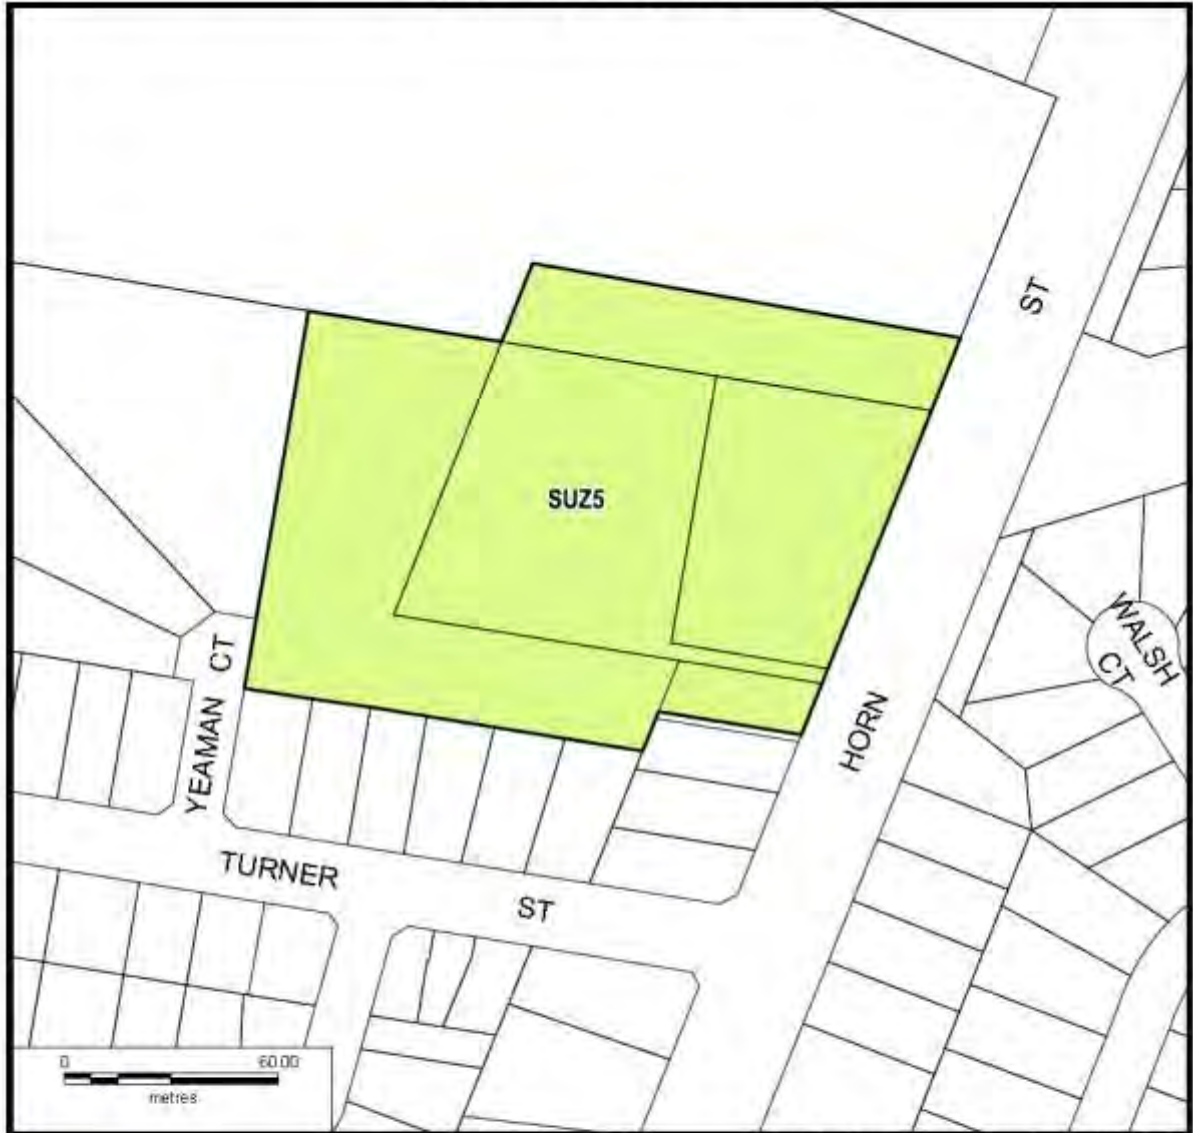 ST
SUZ5
WALSH
CT
YEAMAN CT
HORN
TURNER
ST
0 60.00
metres